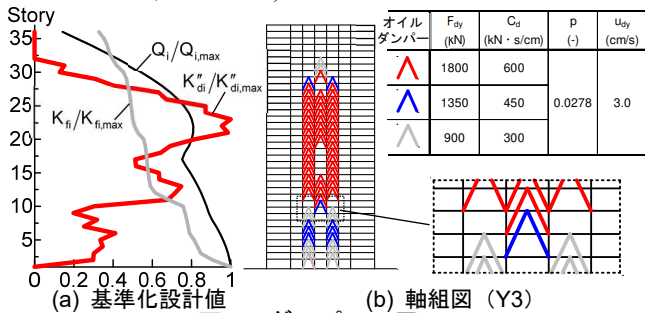 Story
35
30
25
20
15
10
5
0 0.2 0.4 0.6 0.8 1
Qi/Qi,max
K″di/K″di,max
Kfi/Kfi,max
(a) 基準化設計値
(b) 軸組図（Y3）
オイルダンパー Fdy (kN) Cd (kN・s/cm) p (-) udy (cm/s)
1800 600
1350 450 0.0278 3.0
900 300